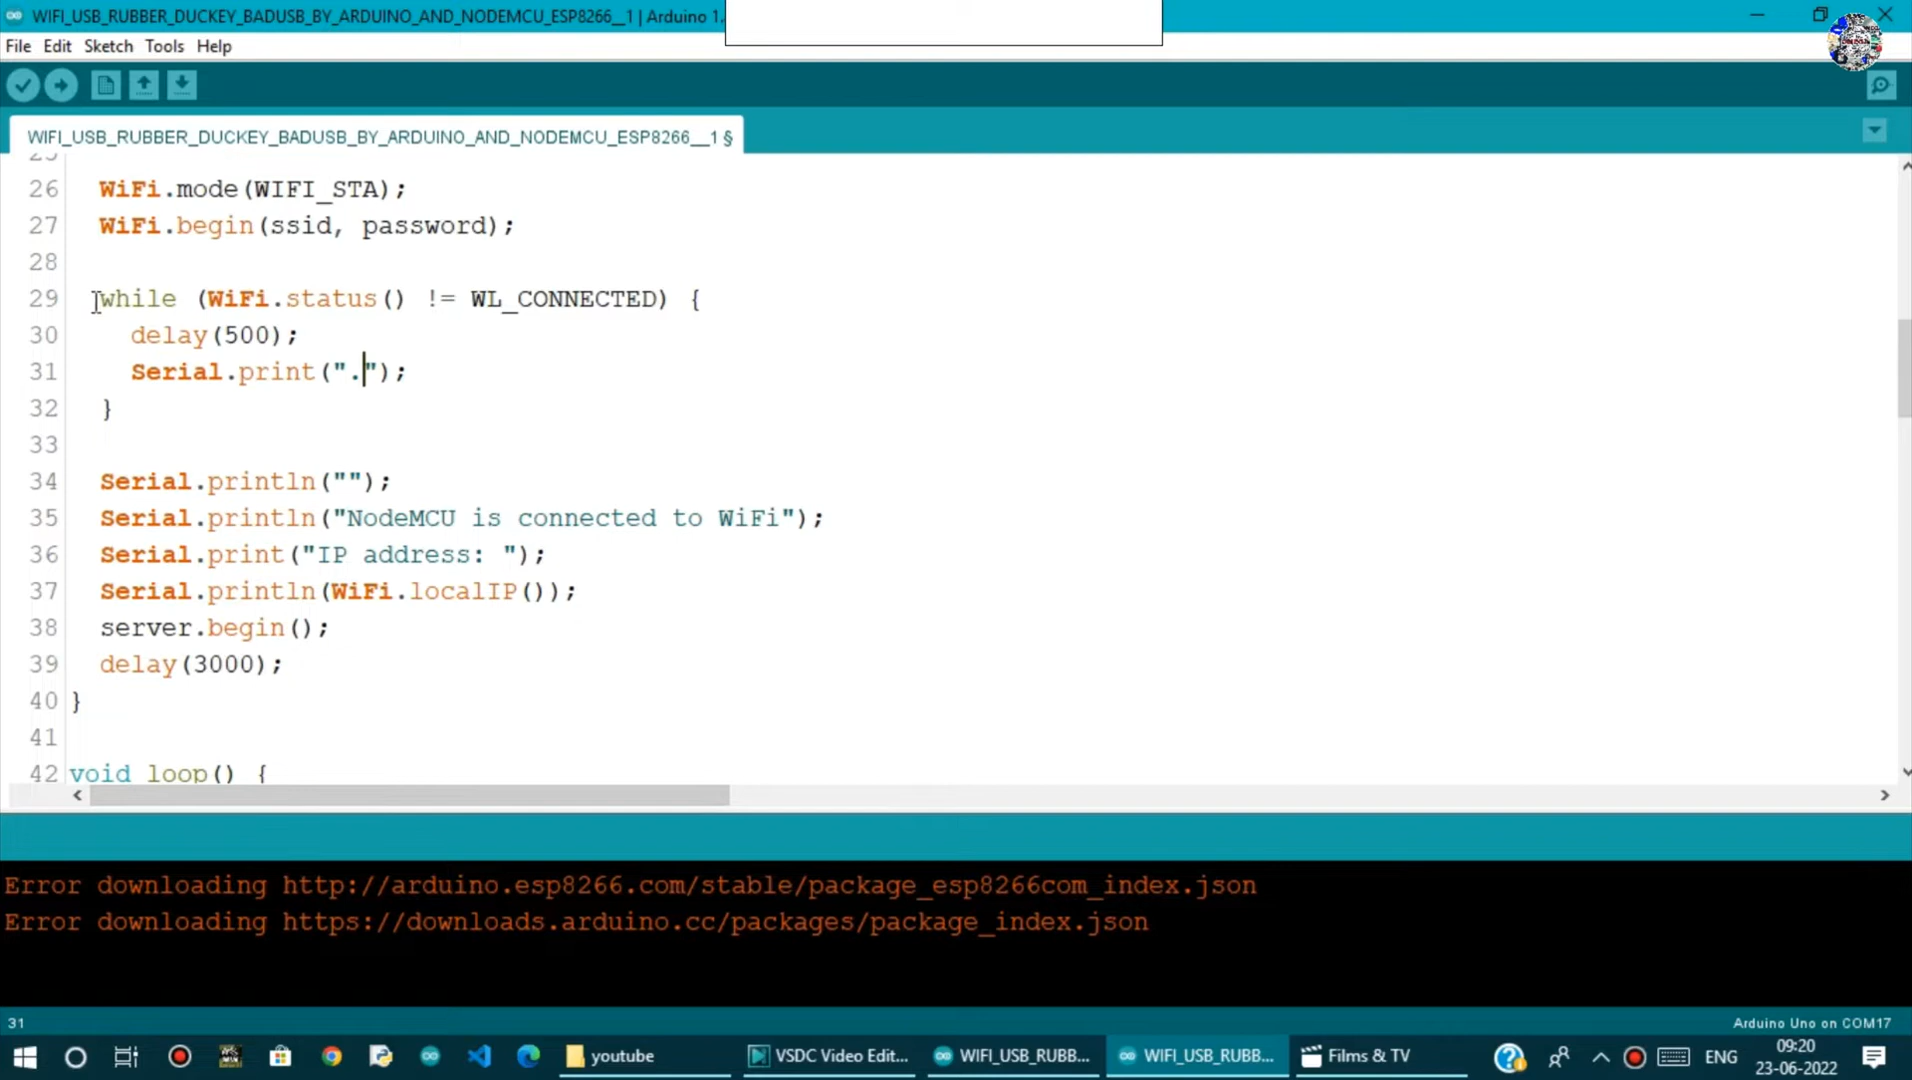 WIFI_USB_RUBBER_DUCKEY_BADUSB_BY_ARDUINO_AND_NODEMCU_ESP8266__1 | Arduino 1.
File Edit Sketch Tools Help
WIFI_USB_RUBBER_DUCKEY_BADUSB_BY_ARDUINO_AND_NODEMCU_ESP8266__1 §
25
26 WiFi.mode(WIFI_STA);
27 WiFi.begin(ssid, password);
28
29 while (WiFi.status() != WL_CONNECTED) {
30 delay(500);
31 Serial.print(".");
32 }
33
34 Serial.println("");
35 Serial.println("NodeMCU is connected to WiFi");
36 Serial.print("IP address: ");
37 Serial.println(WiFi.localIP());
38 server.begin();
39 delay(3000);
40 }
41
42 void loop() {
Error downloading http://arduino.esp8266.com/stable/package_esp8266com_index.json
Error downloading https://downloads.arduino.cc/packages/package_index.json
31 Arduino Uno on COM17
youtube VSDC Video Edit... WIFI_USB_RUBB... WIFI_USB_RUBB... Films & TV ENG 09:20
23-06-2022